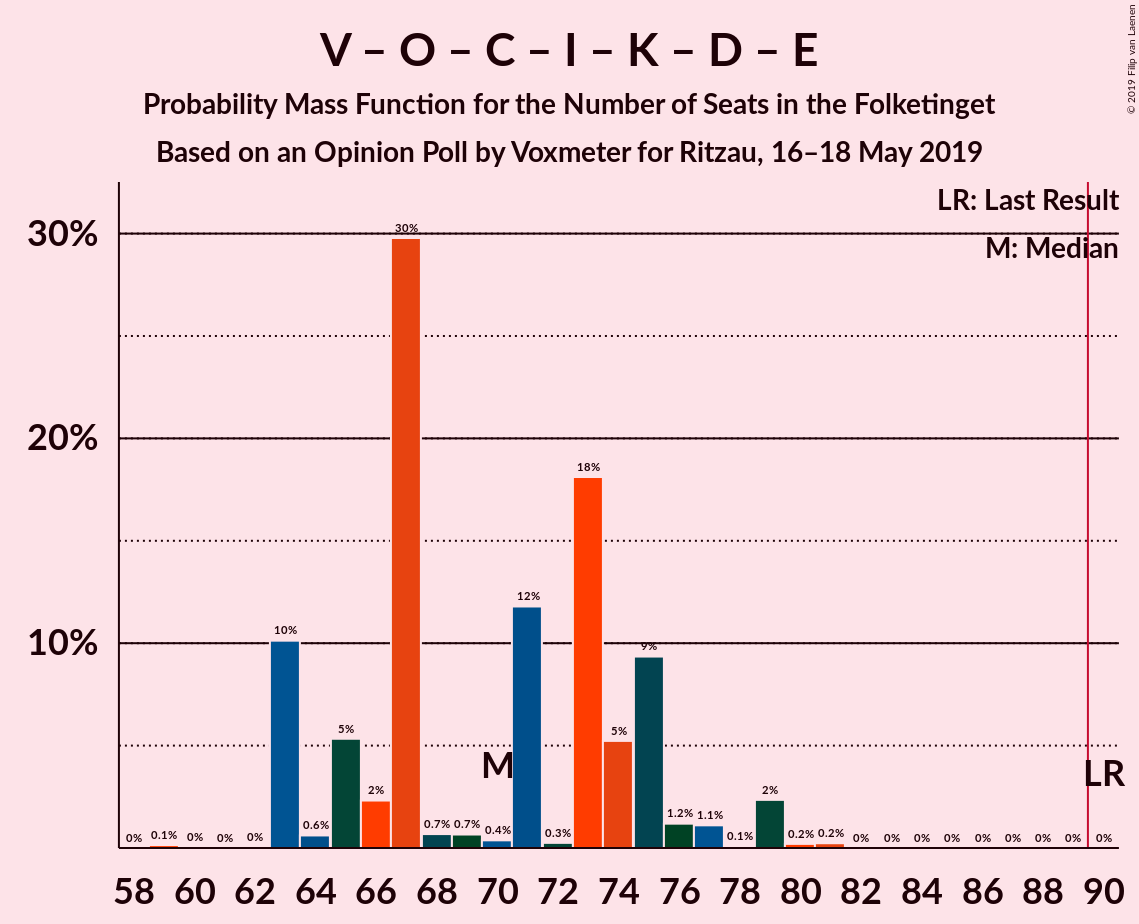 V – O – C – I – K – D – E
Probability Mass Function for the Number of Seats in the Folketinget
Based on an Opinion Poll by Voxmeter for Ritzau, 16–18 May 2019
© 2019 Filip van Laenen
LR: Last Result
M: Median
30%
20%
10%
0% 0.1% 0% 0% 0% 10% 0.6% 5% 2% 30% 0.7% 0.7% 0.4% 12% 0.3% 18% 5% 9% 1.2% 1.1% 0.1% 2% 0.2% 0.2% 0% 0% 0% 0% 0% 0% 0% 0% 0%
M
LR
58 60 62 64 66 68 70 72 74 76 78 80 82 84 86 88 90